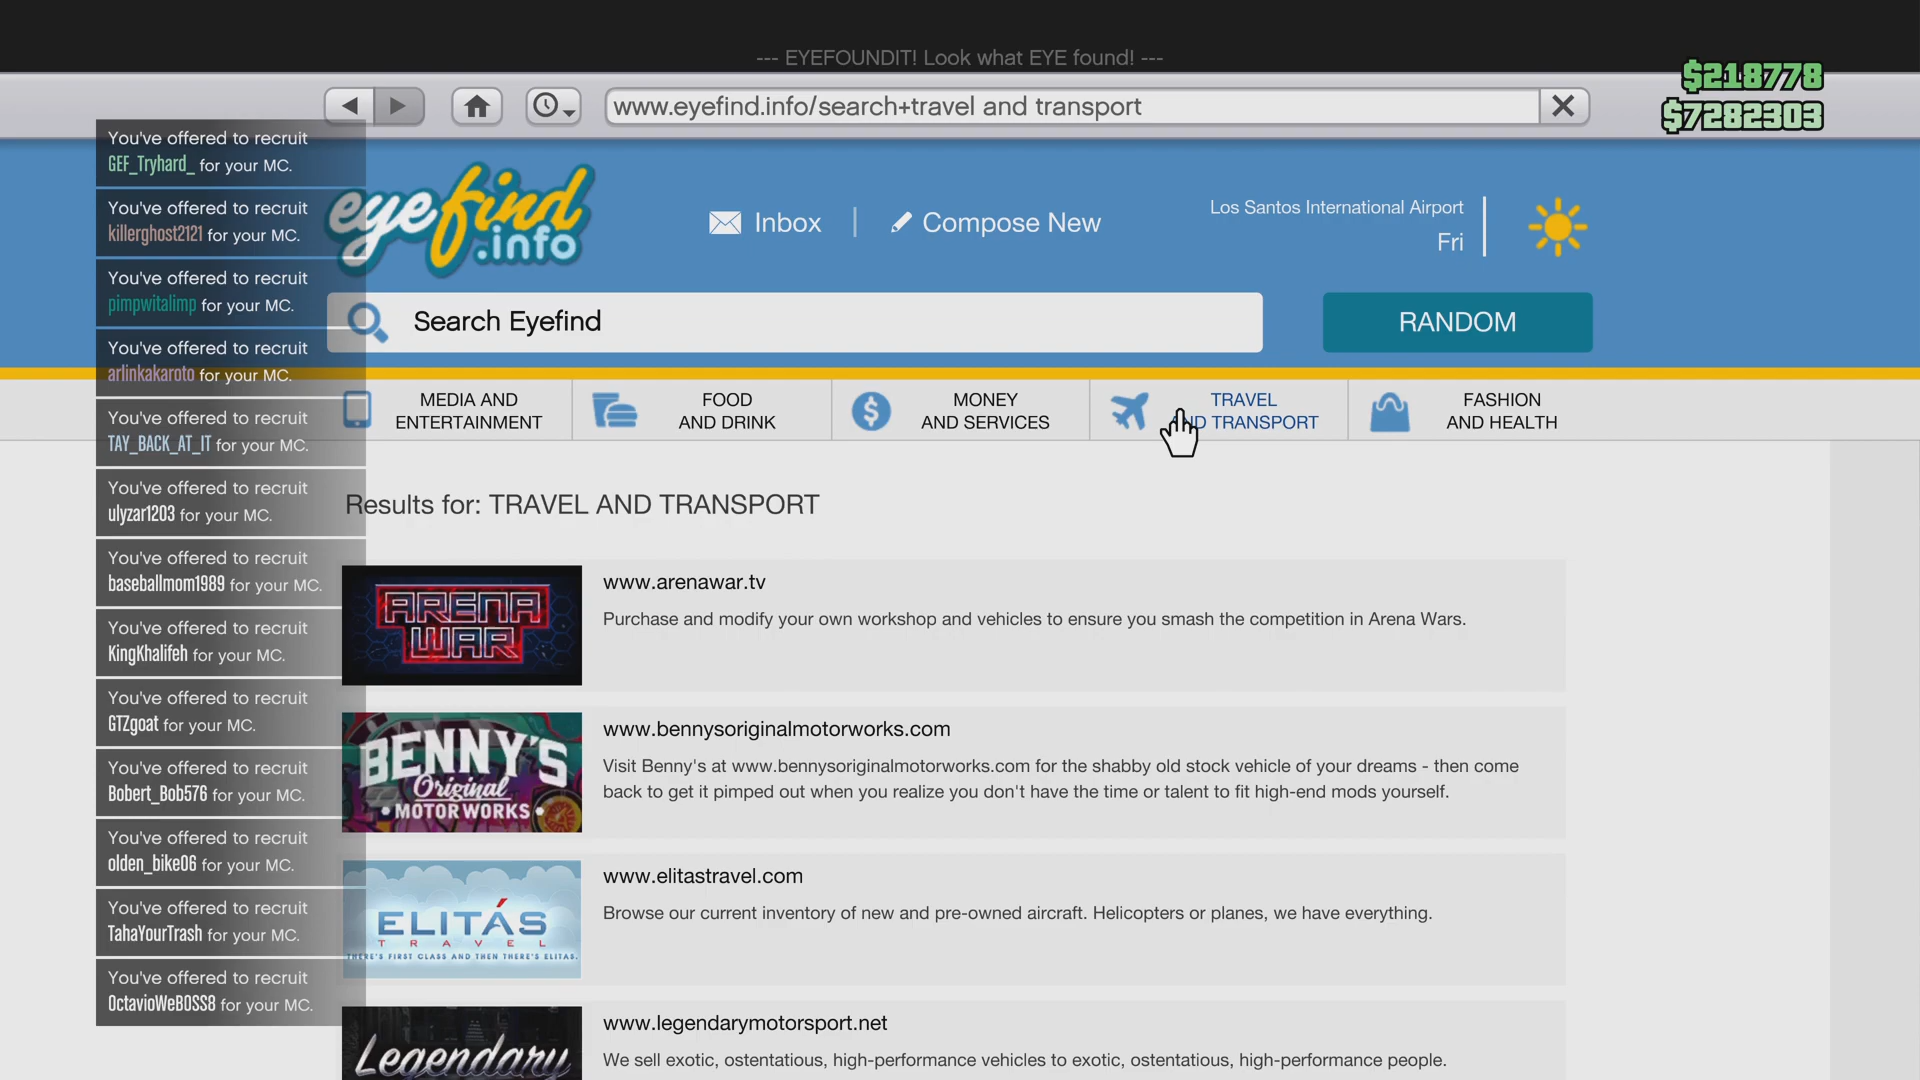 --- EYEFOUNDIT! Look what EYE found! ---
www.eyefind.info/search+travel and transport
$218778
$7282303
You've offered to recruit
GEF_Tryhard_ for your MC.
You've offered to recruit
killerghost2121 for your MC.
You've offered to recruit
pimpwitalimp for your MC.
You've offered to recruit
arlinkakaroto for your MC.
You've offered to recruit
TAY_BACK_AT_IT for your MC.
You've offered to recruit
ulyzar1203 for your MC.
You've offered to recruit
baseballmom1989 for your MC.
You've offered to recruit
KingKhalifeh for your MC.
You've offered to recruit
GTZgoat for your MC.
You've offered to recruit
Bobert_Bob576 for your MC.
You've offered to recruit
olden_bike06 for your MC.
You've offered to recruit
TahaYourTrash for your MC.
You've offered to recruit
OctavioWeBOSS8 for your MC.
eyefind
.info
Inbox
Compose New
Los Santos International Airport
Fri
Search Eyefind
RANDOM
MEDIA AND
ENTERTAINMENT
FOOD
AND DRINK
MONEY
AND SERVICES
TRAVEL
AND TRANSPORT
FASHION
AND HEALTH
Results for: TRAVEL AND TRANSPORT
ARENA
WAR
www.arenawar.tv
Purchase and modify your own workshop and vehicles to ensure you smash the competition in Arena Wars.
BENNY'S
Original
MOTOR WORKS
www.bennysoriginalmotorworks.com
Visit Benny's at www.bennysoriginalmotorworks.com for the shabby old stock vehicle of your dreams - then come
back to get it pimped out when you realize you don't have the time or talent to fit high-end mods yourself.
ELITÁS
TRAVEL
THERE'S FIRST CLASS AND THEN THERE'S ELITAS.
www.elitastravel.com
Browse our current inventory of new and pre-owned aircraft. Helicopters or planes, we have everything.
Legendary
www.legendarymotorsport.net
We sell exotic, ostentatious, high-performance vehicles to exotic, ostentatious, high-performance people.